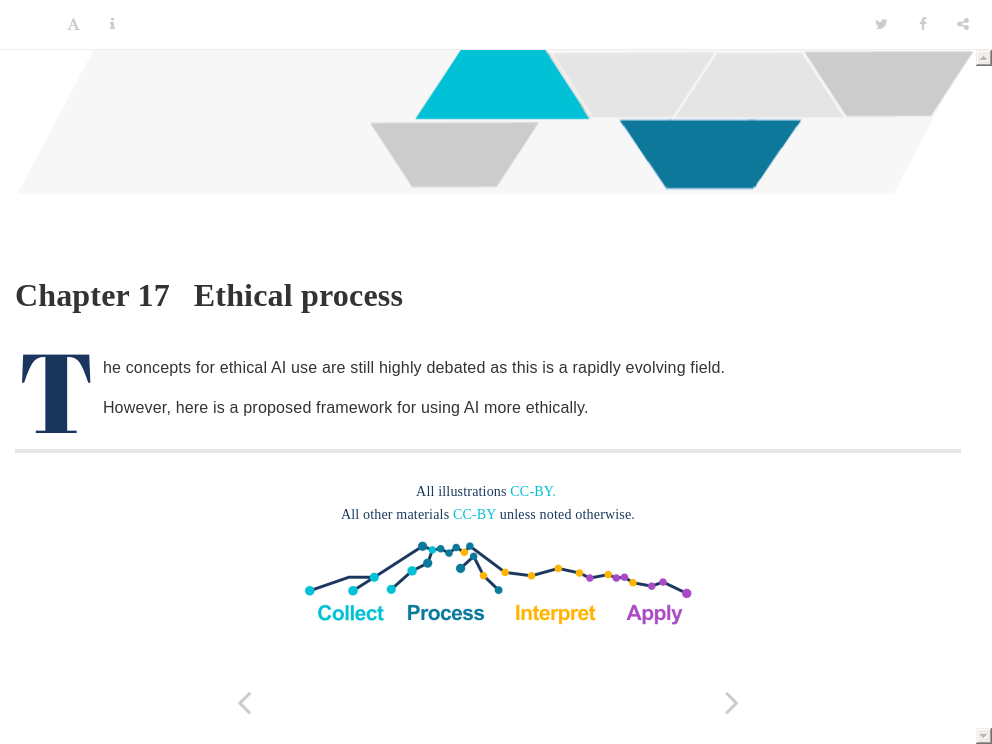 Chapter 17 Ethical process
The concepts for ethical AI use are still highly debated as this is a rapidly evolving field.
However, here is a proposed framework for using AI more ethically.
All illustrations CC-BY.
All other materials CC-BY unless noted otherwise.
Collect Process Interpret Apply